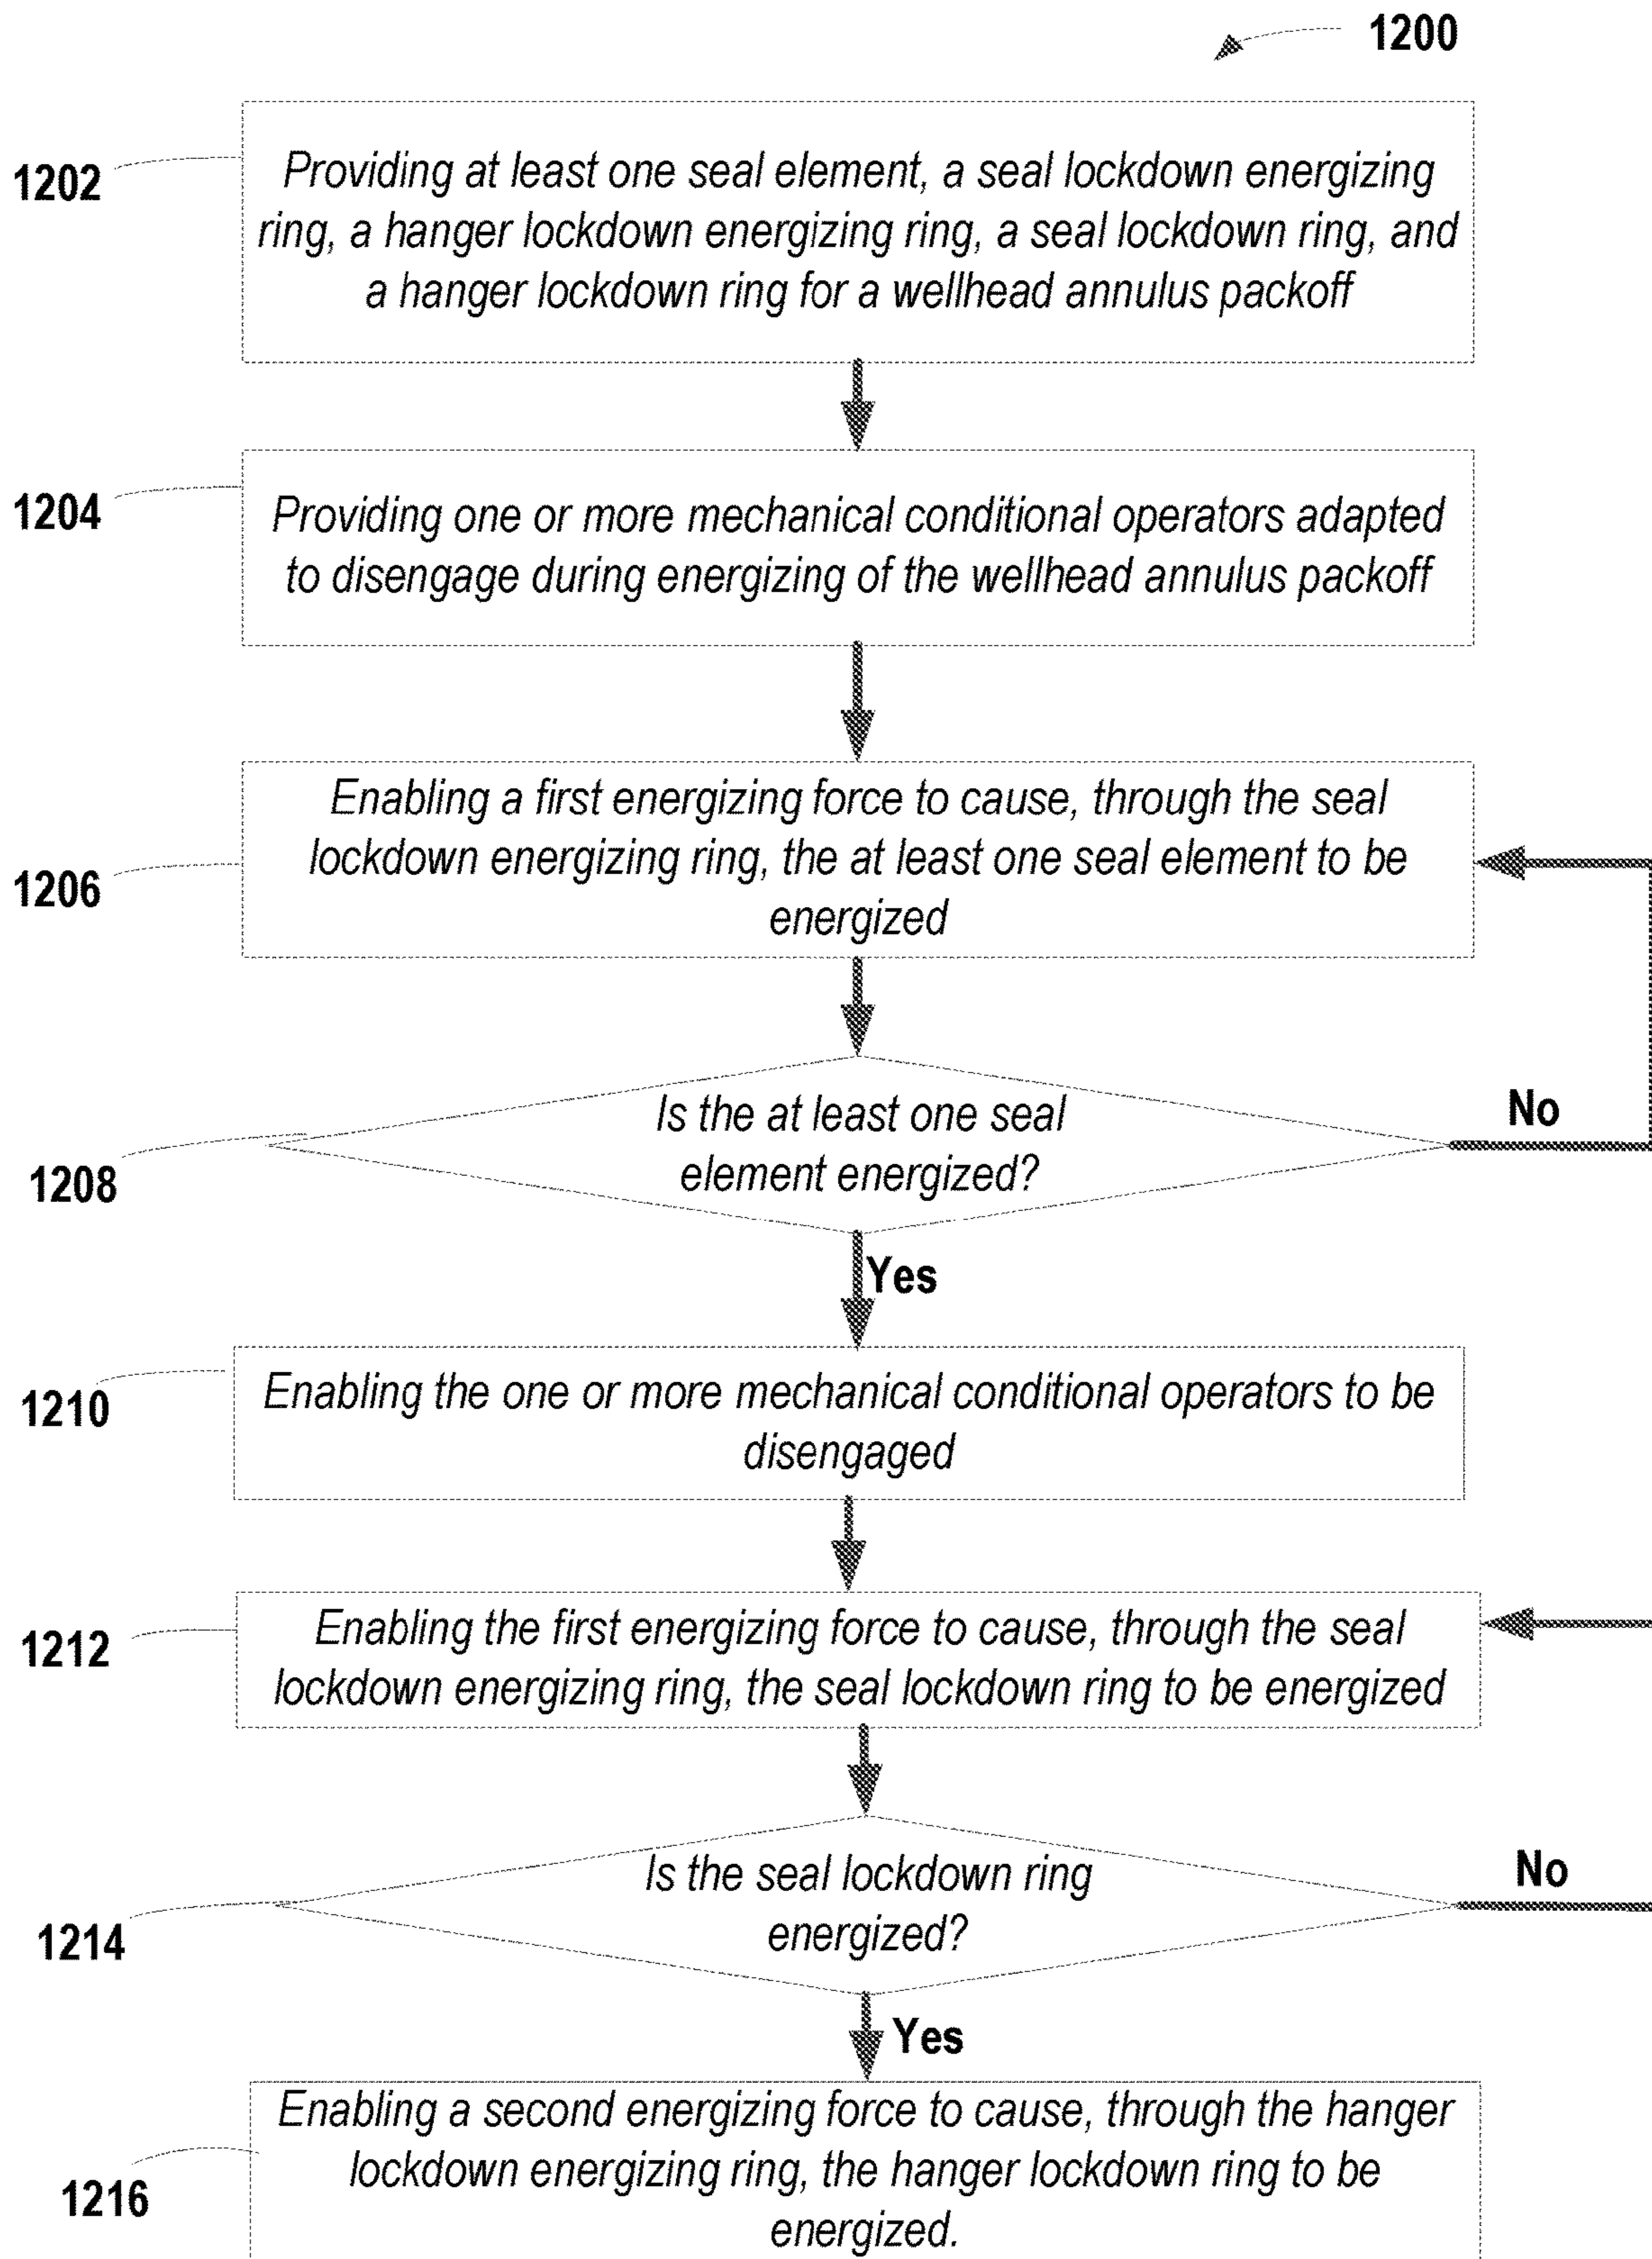 1200
1202
Providing at least one seal element, a seal lockdown energizing
ring, a hanger lockdown energizing ring, a seal lockdown ring, and
a hanger lockdown ring for a wellhead annulus packoff
1204
Providing one or more mechanical conditional operators adapted
to disengage during energizing of the wellhead annulus packoff
1206
Enabling a first energizing force to cause, through the seal
lockdown energizing ring, the at least one seal element to be
energized
1208
Is the at least one seal
element energized?
No
Yes
1210
Enabling the one or more mechanical conditional operators to be
disengaged
1212
Enabling the first energizing force to cause, through the seal
lockdown energizing ring, the seal lockdown ring to be energized
1214
Is the seal lockdown ring
energized?
No
Yes
1216
Enabling a second energizing force to cause, through the hanger
lockdown energizing ring, the hanger lockdown ring to be
energized.